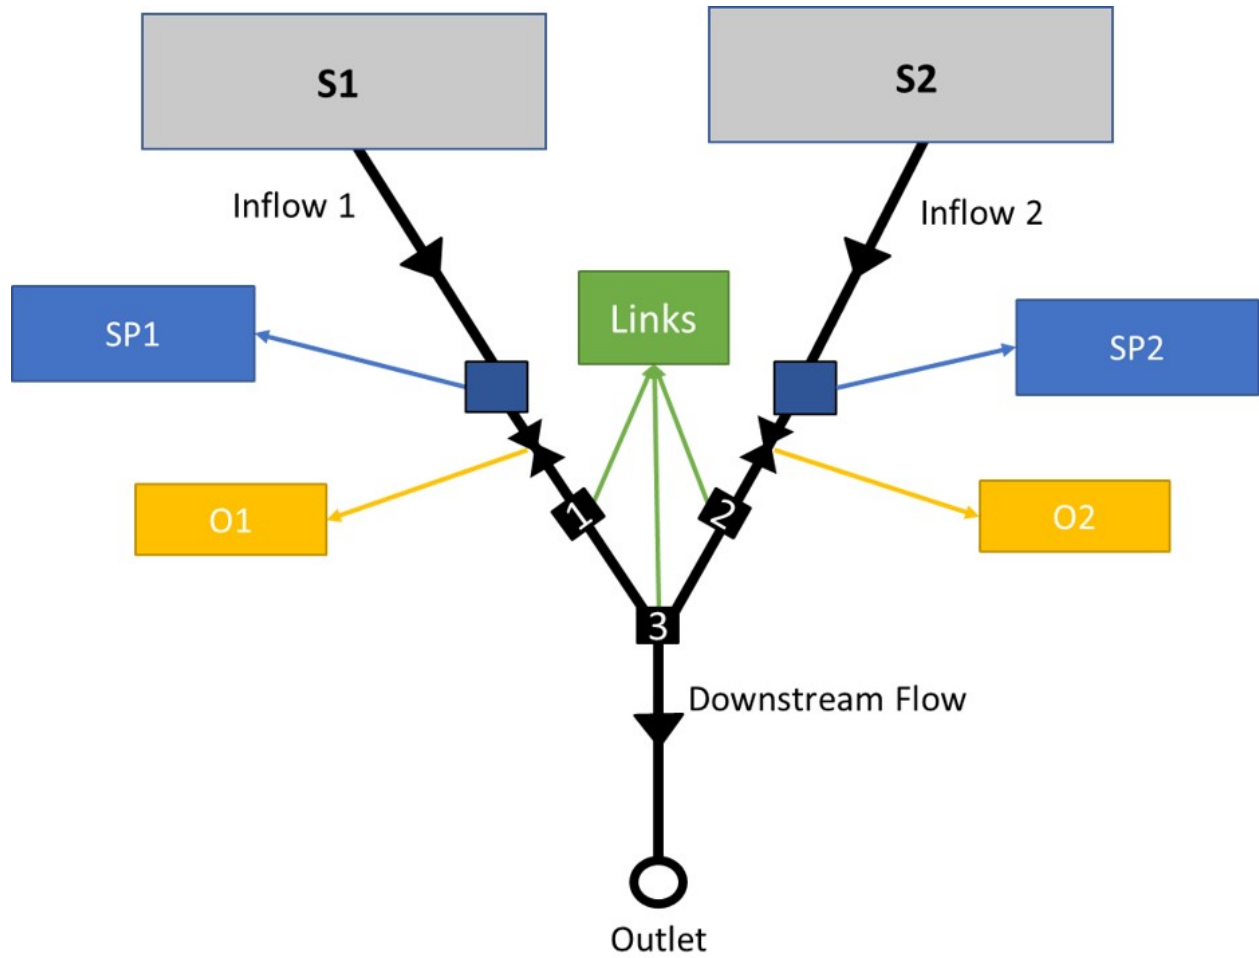 S1
S2
Inflow 1
Inflow 2
Links
SP1
SP2
O1
O2
1
2
3
Downstream Flow
Outlet